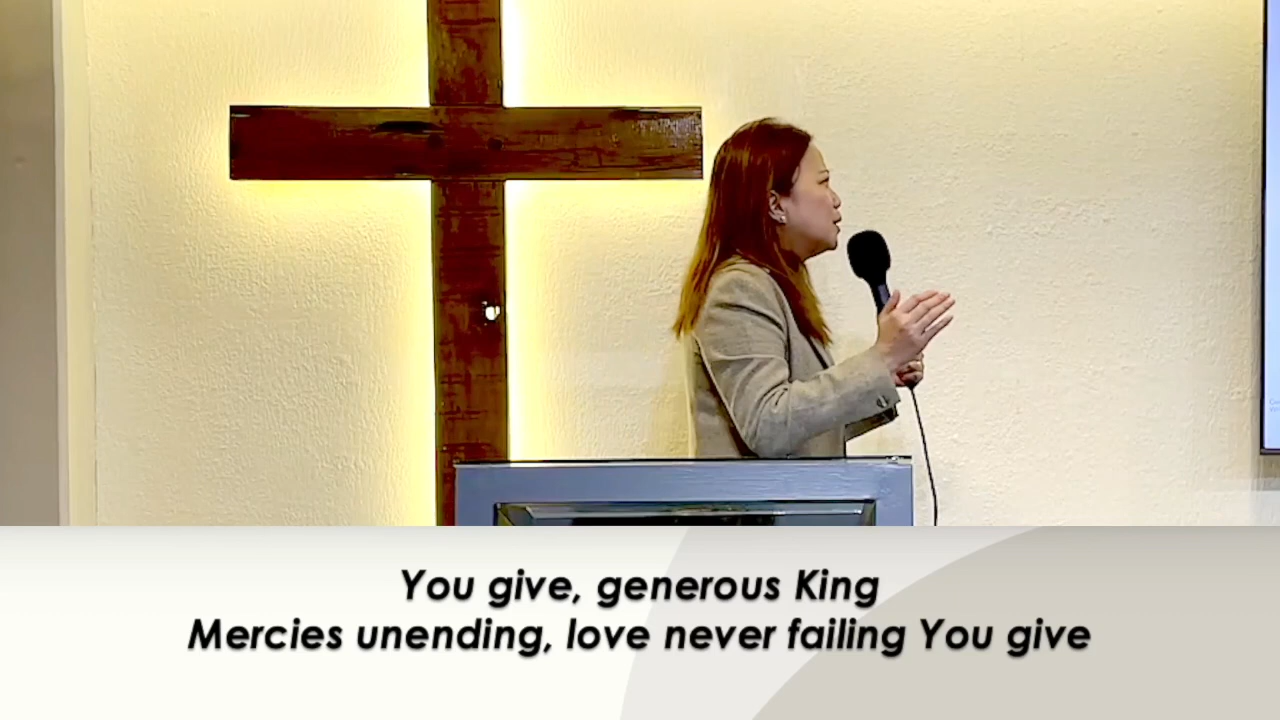 You give, generous King
Mercies unending, love never failing You give